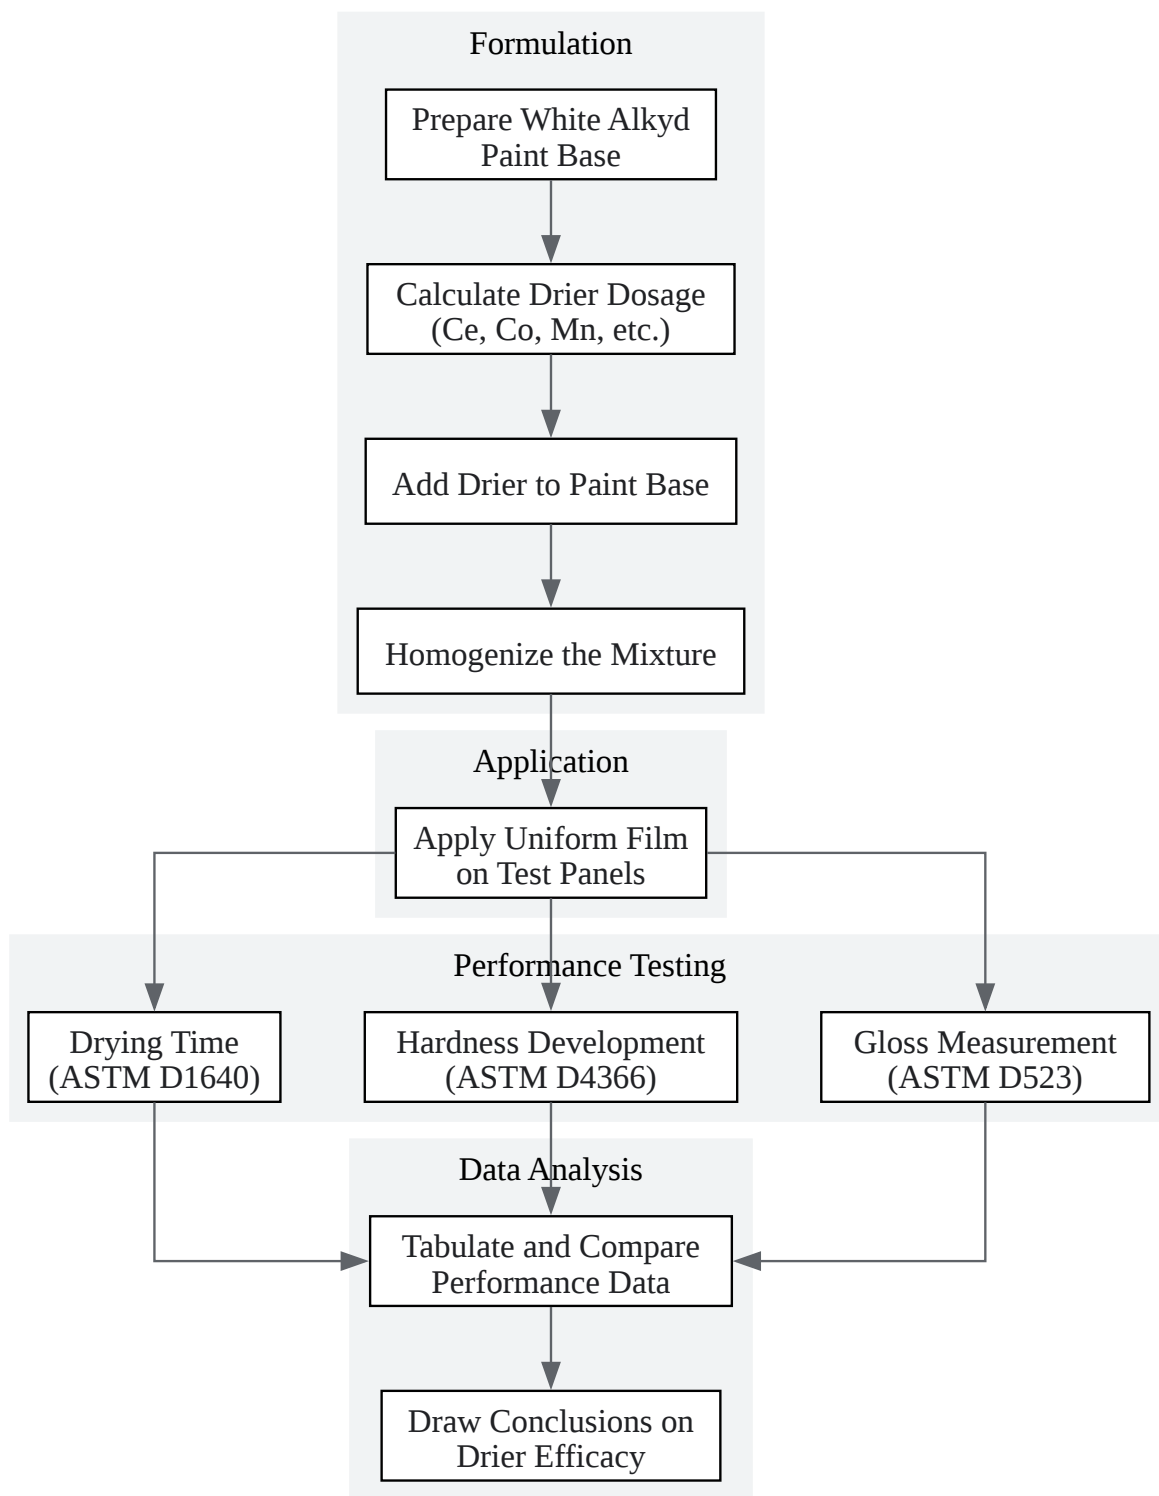 Formulation
Prepare White Alkyd
Paint Base
Calculate Drier Dosage
(Ce, Co, Mn, etc.)
Add Drier to Paint Base
Homogenize the Mixture
Application
Apply Uniform Film
on Test Panels
Performance Testing
Drying Time
(ASTM D1640)
Hardness Development
(ASTM D4366)
Gloss Measurement
(ASTM D523)
Data Analysis
Tabulate and Compare
Performance Data
Draw Conclusions on
Drier Efficacy